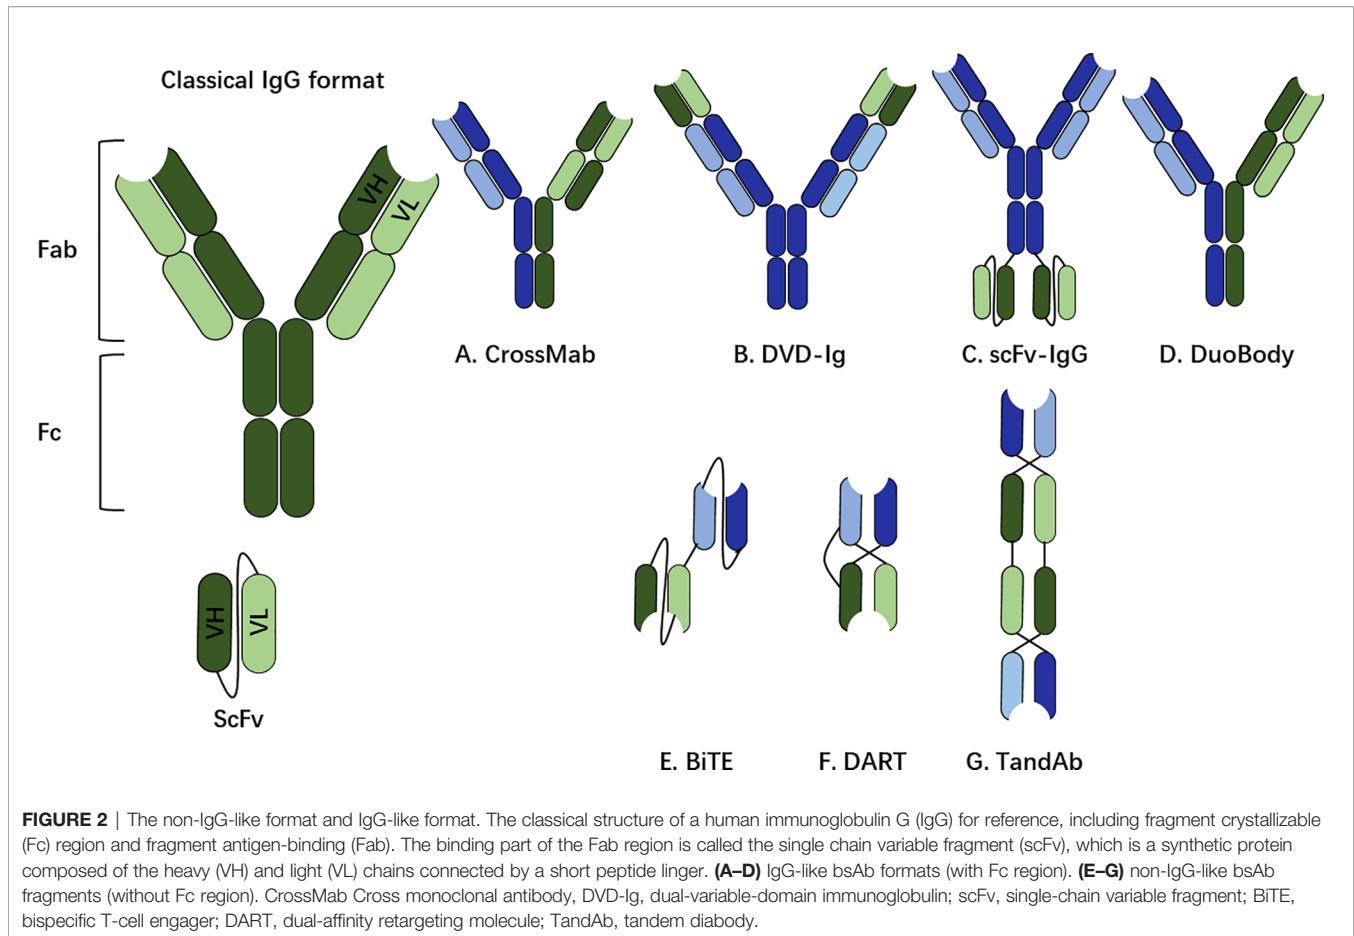 Classical IgG format
Fab
Fc
VH
VL
A. CrossMab
B. DVD-Ig
C. scFv-IgG
D. DuoBody
VH
VL
ScFv
E. BiTE
F. DART
G. TandAb
FIGURE 2 | The non-IgG-like format and IgG-like format. The classical structure of a human immunoglobulin G (IgG) for reference, including fragment crystallizable
(Fc) region and fragment antigen-binding (Fab). The binding part of the Fab region is called the single chain variable fragment (scFv), which is a synthetic protein
composed of the heavy (VH) and light (VL) chains connected by a short peptide linger. (A–D) IgG-like bsAb formats (with Fc region). (E–G) non-IgG-like bsAb
fragments (without Fc region). CrossMab Cross monoclonal antibody, DVD-Ig, dual-variable-domain immunoglobulin; scFv, single-chain variable fragment; BiTE,
bispecific T-cell engager; DART, dual-affinity retargeting molecule; TandAb, tandem diabody.